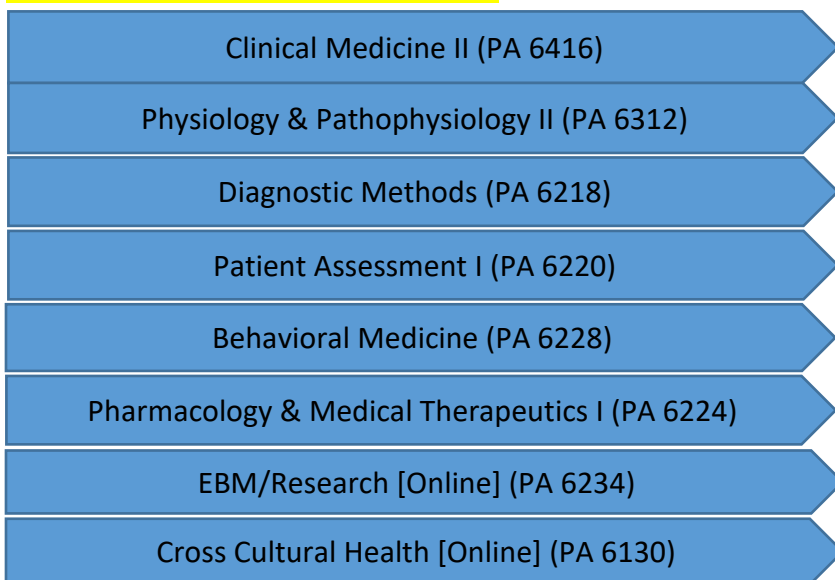 Clinical Medicine II (PA 6416)
Physiology & Pathophysiology II (PA 6312)
Diagnostic Methods (PA 6218)
Patient Assessment I (PA 6220)
Behavioral Medicine (PA 6228)
Pharmacology & Medical Therapeutics I (PA 6224)
EBM/Research [Online] (PA 6234)
Cross Cultural Health [Online] (PA 6130)